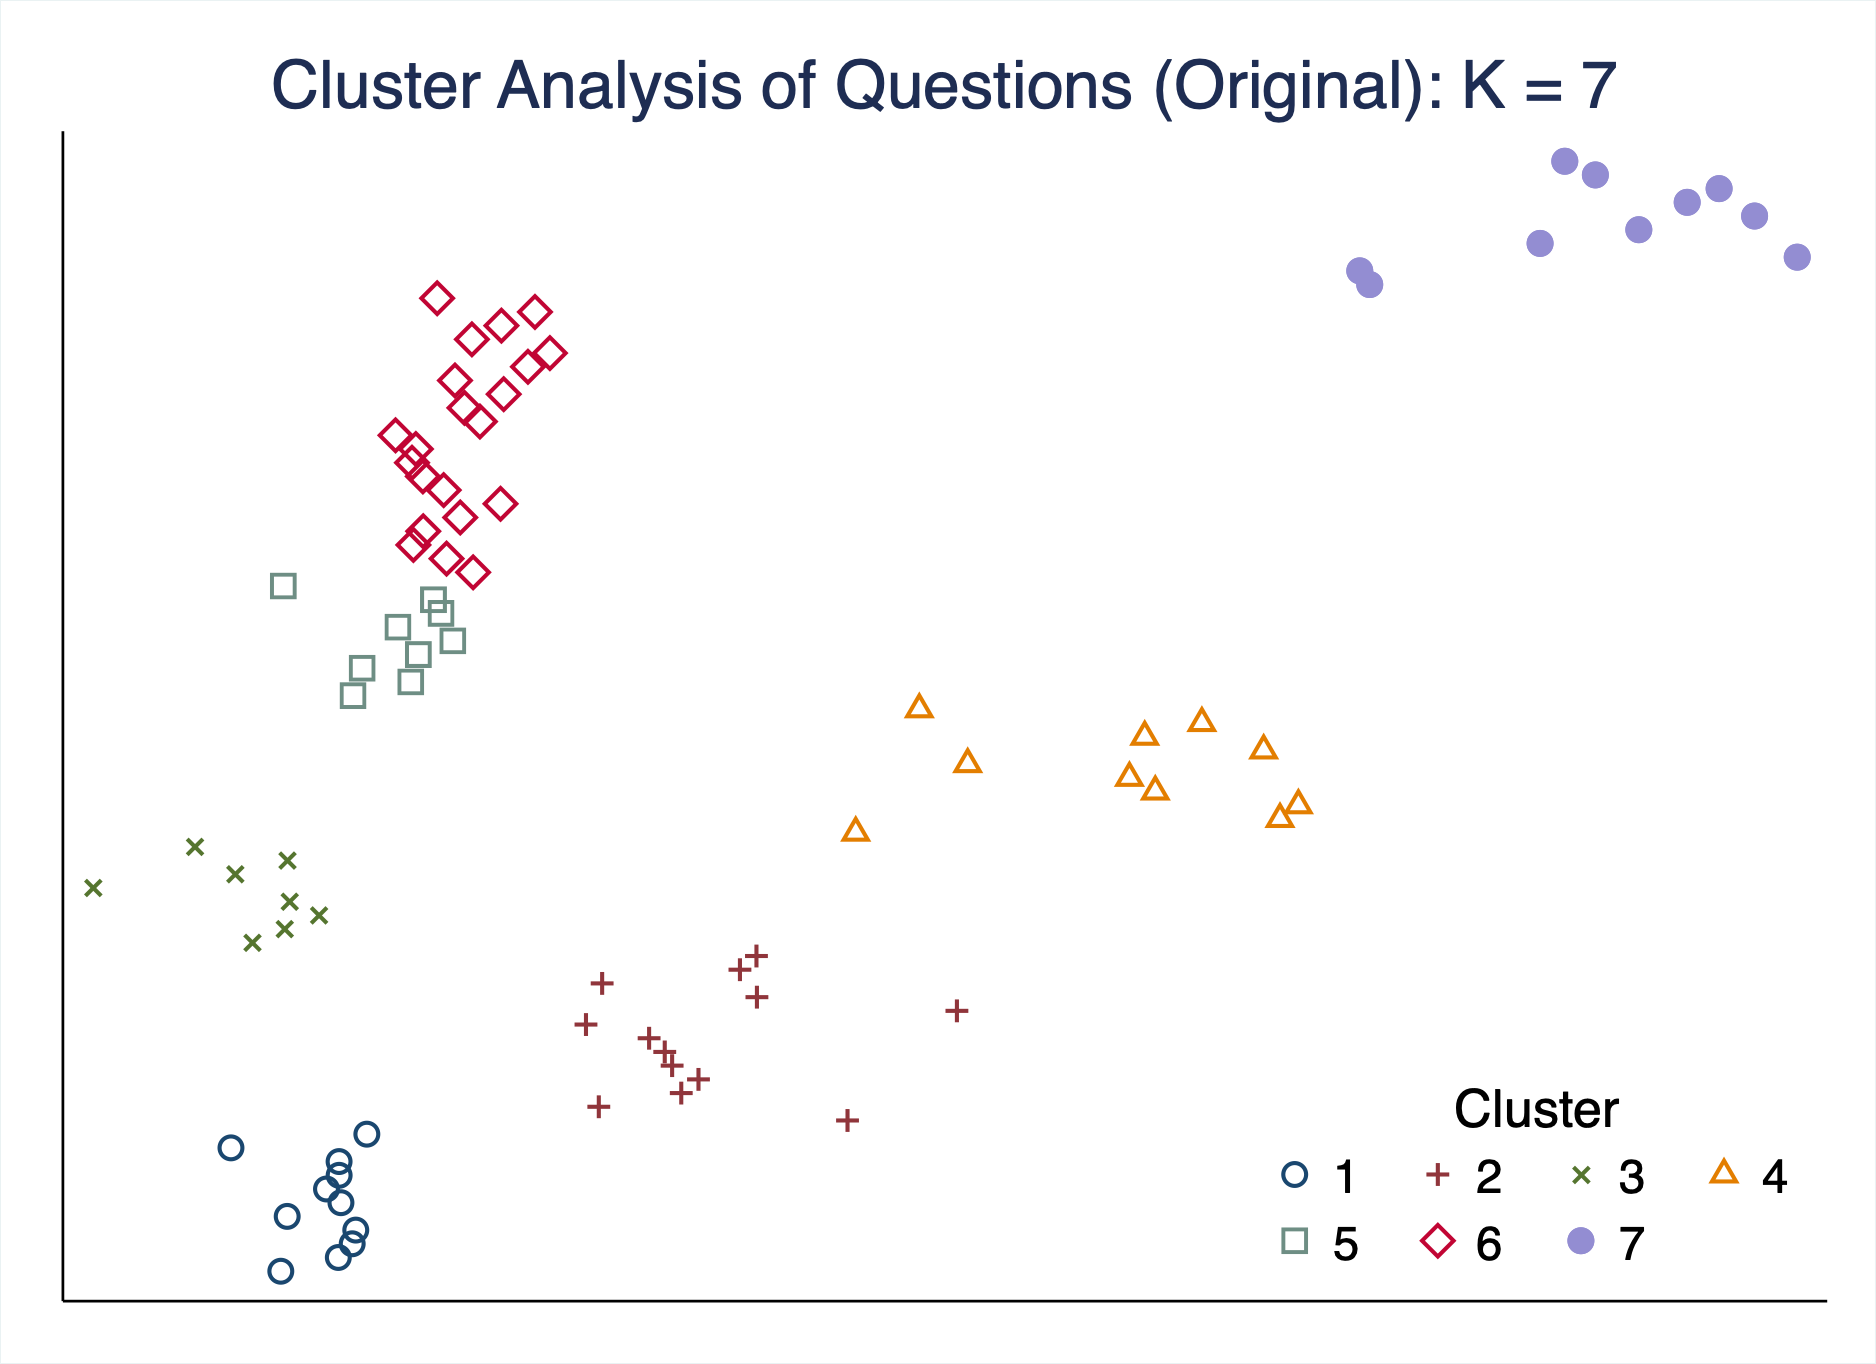 Cluster Analysis of Questions (Original): K = 7
Cluster
1 2 3 4
5 6 7